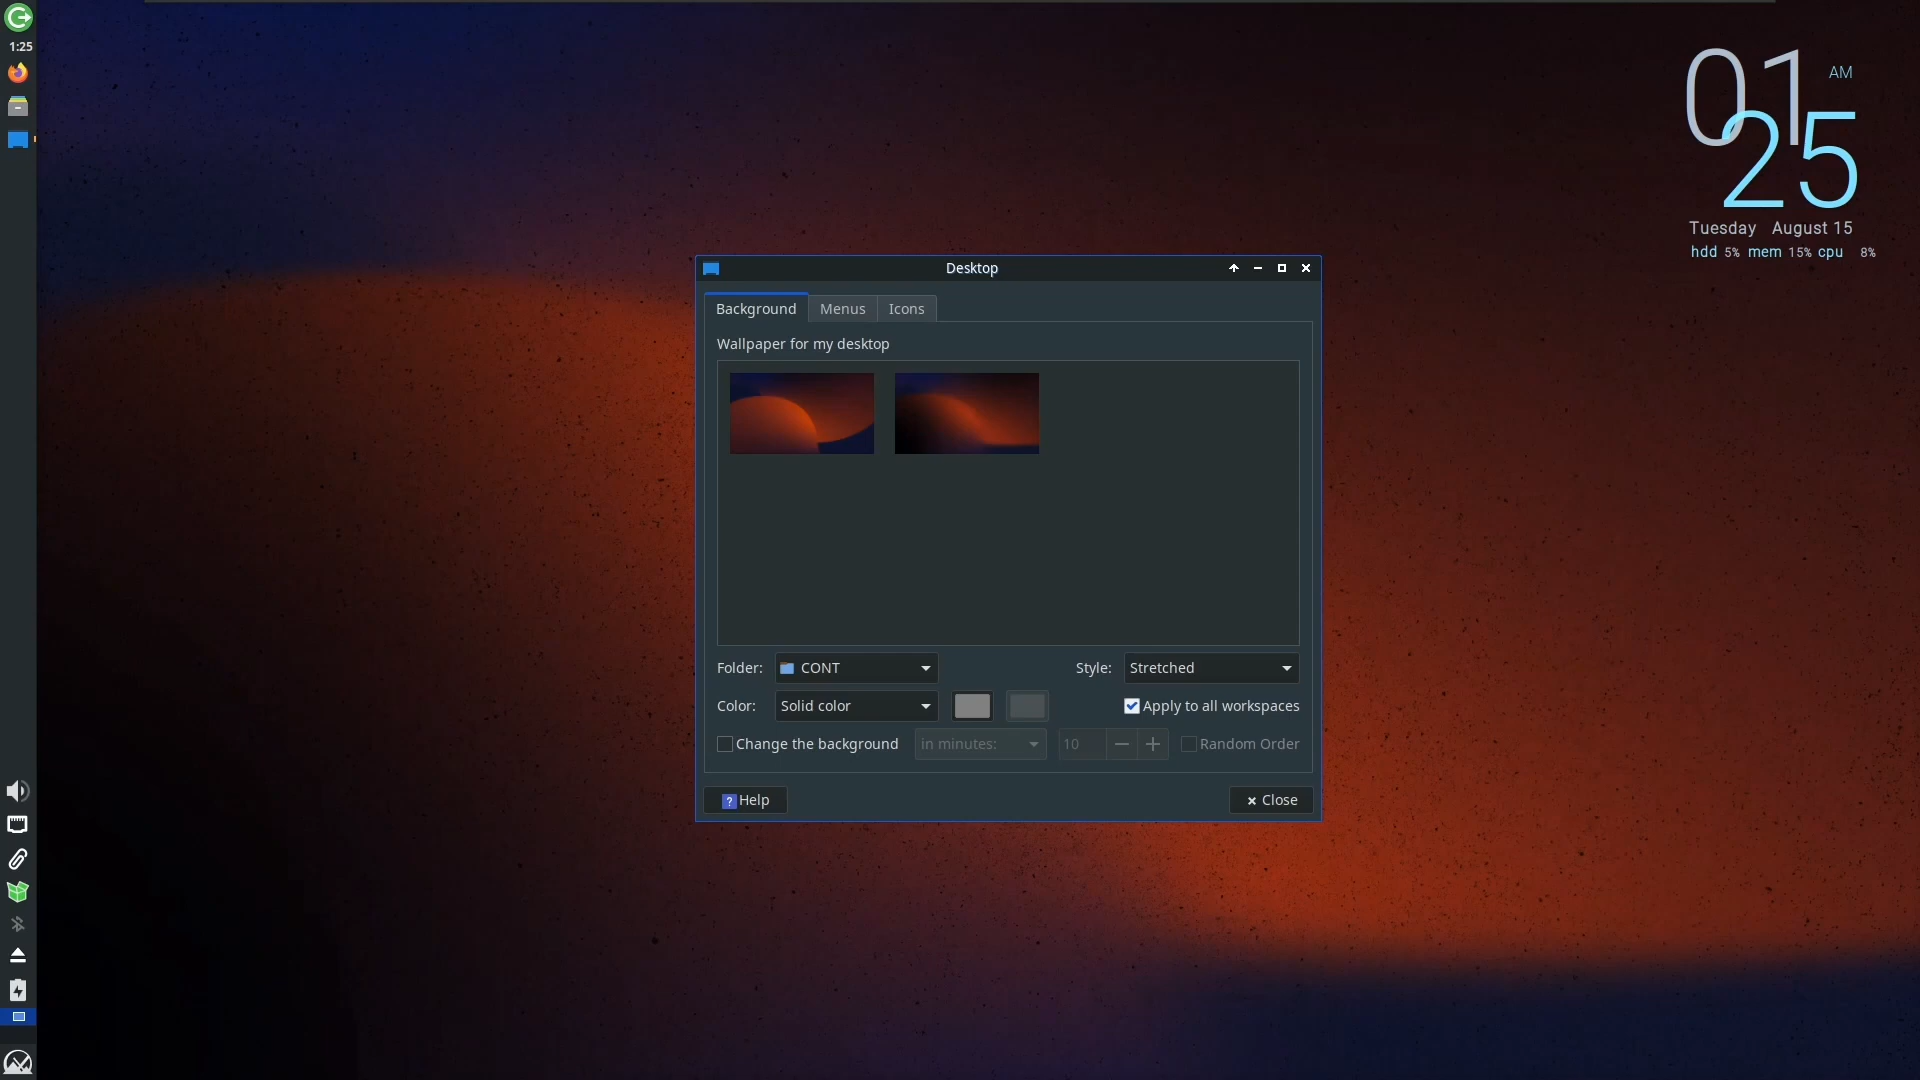 1:25
01 AM
25
Tuesday August 15
hdd 5% mem 15% cpu 8%
Desktop
Background Menus Icons
Wallpaper for my desktop
Folder: CONT Style: Stretched
Color: Solid color Apply to all workspaces
Change the background in minutes: 10 Random Order
? Help Close